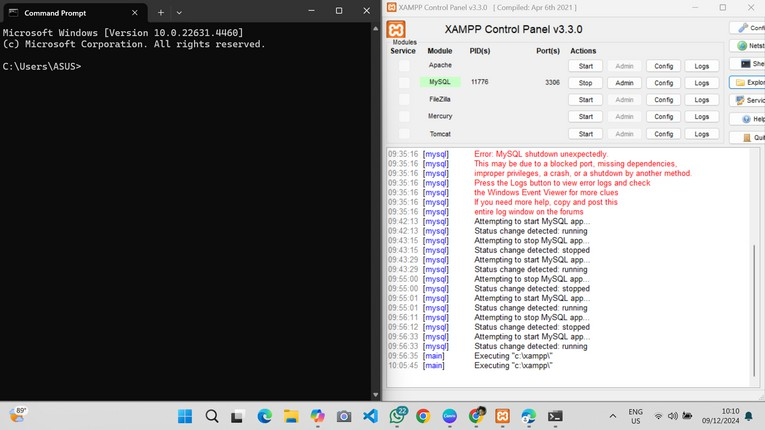 Command Prompt
Microsoft Windows [Version 10.0.22631.4460]
(c) Microsoft Corporation. All rights reserved.
C:\Users\ASUS>
XAMPP Control Panel v3.3.0 [ Compiled: Apr 6th 2021 ]
XAMPP Control Panel v3.3.0
Modules
Service Module PID(s) Port(s) Actions
Apache Start Admin Config Logs
MySQL 11776 3306 Stop Admin Config Logs
FileZilla Start Admin Config Logs
Mercury Start Admin Config Logs
Tomcat Start Admin Config Logs
Confi
Netst
She
Explor
Servic
Help
Quit
09:35:16 [mysql] Error: MySQL shutdown unexpectedly.
09:35:16 [mysql] This may be due to a blocked port, missing dependencies,
09:35:16 [mysql] improper privileges, a crash, or a shutdown by another method.
09:35:16 [mysql] Press the Logs button to view error logs and check
09:35:16 [mysql] the Windows Event Viewer for more clues
09:35:16 [mysql] If you need more help, copy and post this
09:35:16 [mysql] entire log window on the forums
09:42:13 [mysql] Attempting to start MySQL app...
09:42:13 [mysql] Status change detected: running
09:43:15 [mysql] Attempting to stop MySQL app...
09:43:15 [mysql] Status change detected: stopped
09:43:29 [mysql] Attempting to start MySQL app...
09:43:29 [mysql] Status change detected: running
09:55:00 [mysql] Attempting to stop MySQL app...
09:55:00 [mysql] Status change detected: stopped
09:55:01 [mysql] Attempting to start MySQL app...
09:55:01 [mysql] Status change detected: running
09:56:11 [mysql] Attempting to stop MySQL app...
09:56:12 [mysql] Status change detected: stopped
09:56:33 [mysql] Attempting to start MySQL app...
09:56:33 [mysql] Status change detected: running
09:56:35 [main] Executing "c:\xampp\"
10:05:45 [main] Executing "c:\xampp\"
89°
22
ENG
US
10:10
09/12/2024